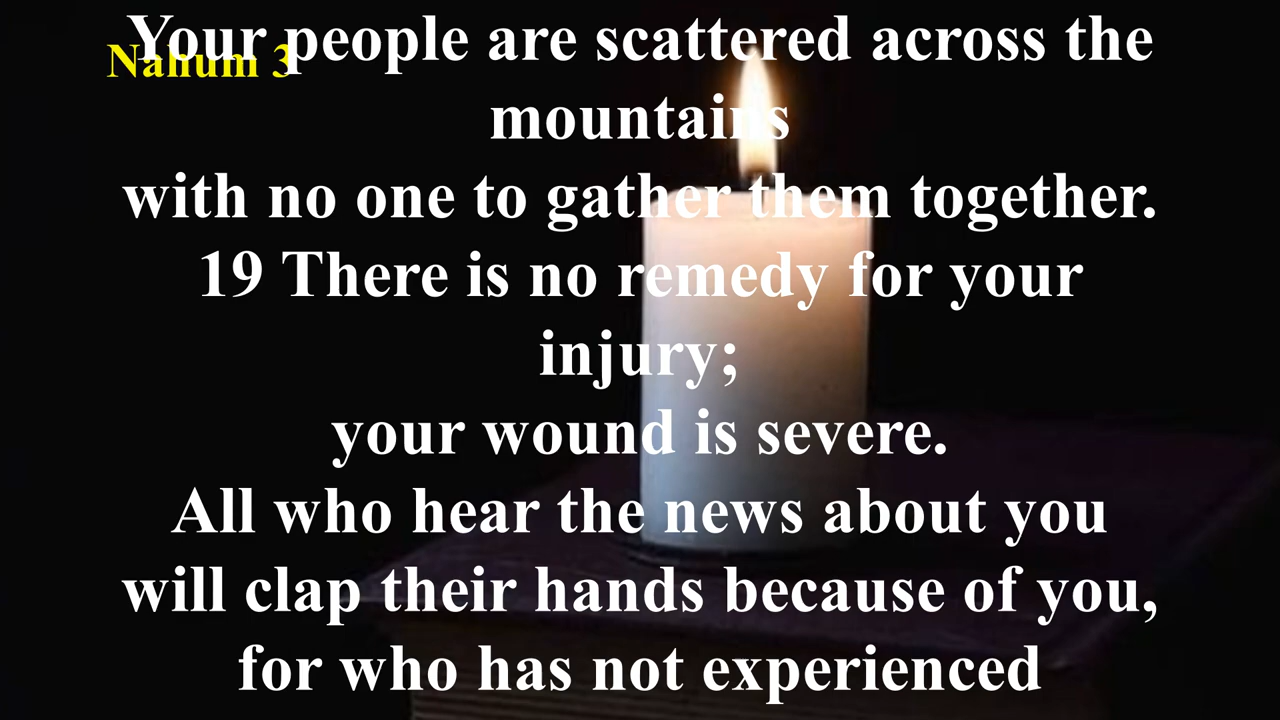 Nahum 3
Your people are scattered across the
mountains
with no one to gather them together.
19 There is no remedy for your
injury;
your wound is severe.
All who hear the news about you
will clap their hands because of you,
for who has not experienced